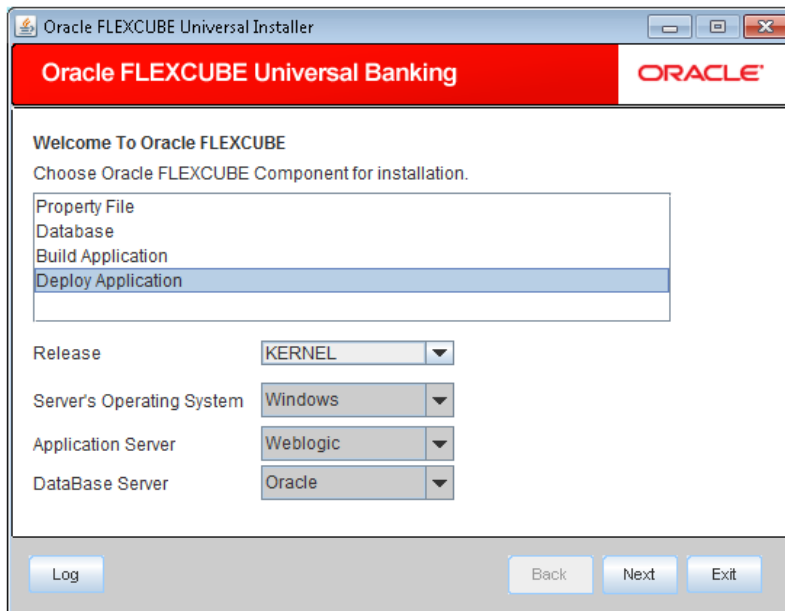 Oracle FLEXCUBE Universal Installer
Oracle FLEXCUBE Universal Banking
ORACLE
Welcome To Oracle FLEXCUBE
Choose Oracle FLEXCUBE Component for installation.
Property File
Database
Build Application
Deploy Application
Release KERNEL
Server's Operating System Windows
Application Server Weblogic
DataBase Server Oracle
Log Back Next Exit